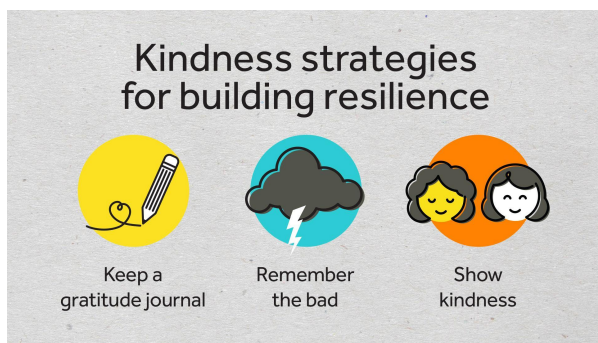 Kindness strategies
for building resilience
Keep a
gratitude journal
Remember
the bad
Show
kindness